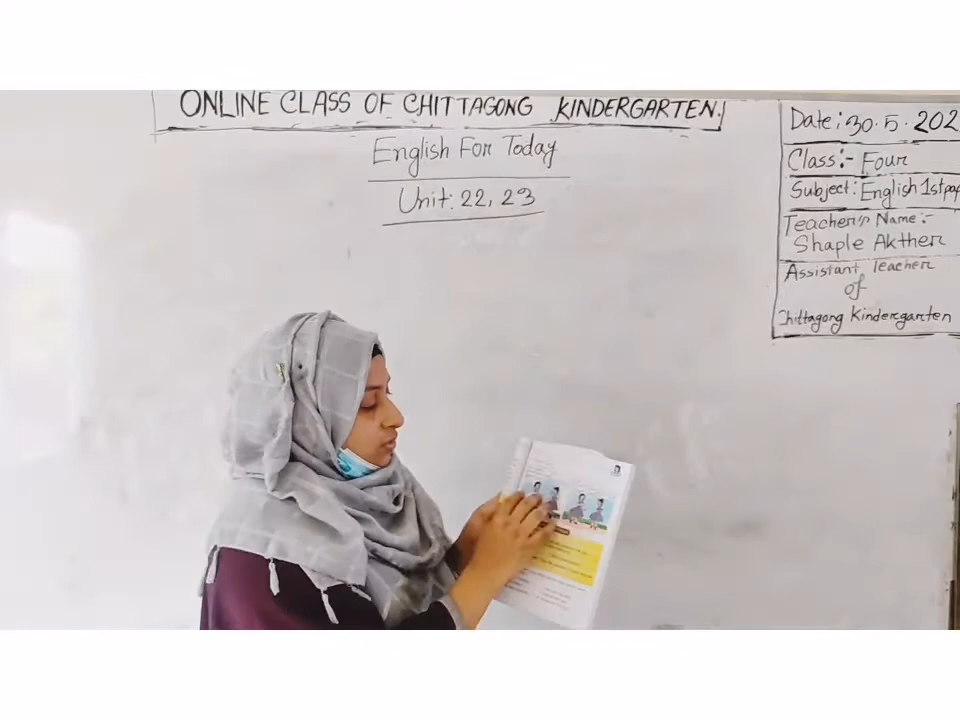 ONLINE CLASS OF CHITTAGONG KINDERGARTEN.
English For Today
Unit: 22, 23
Date: 30.5.202
Class:- Four
Subject: English 1st pap
Teacher's Name:-
Shaple Akther
Assistant Teacher
of
Chittagong Kindergarten